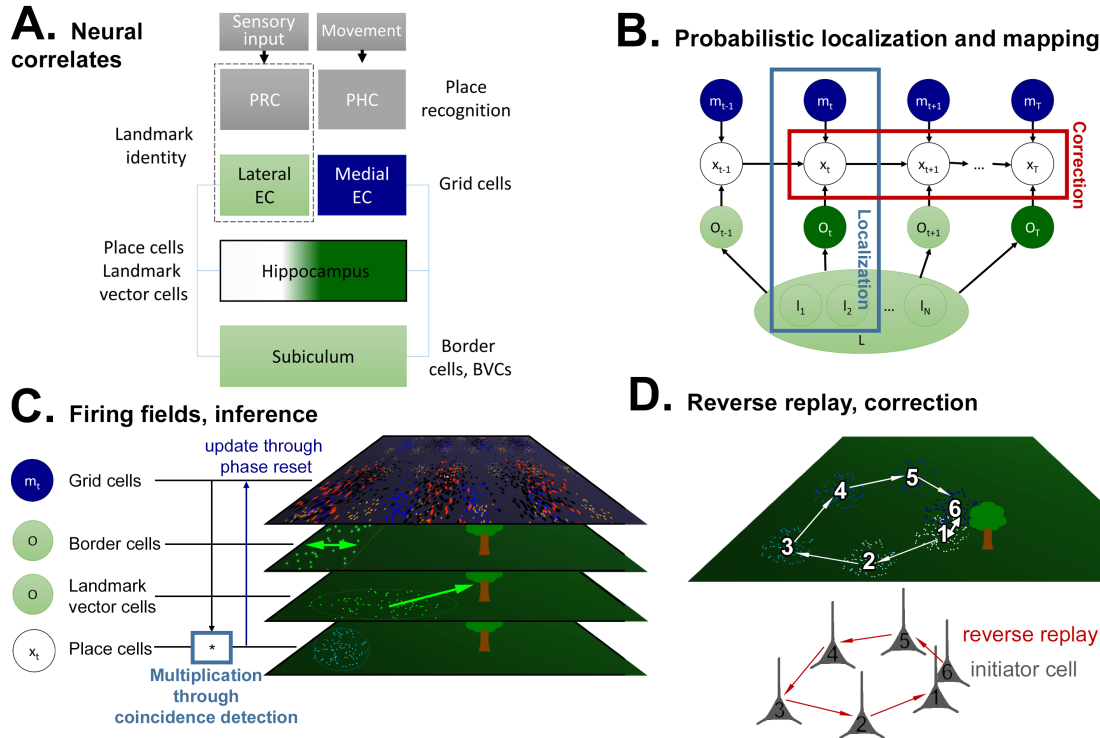 A. Neural
correlates
Sensory
input
Movement
PRC
PHC
Place
recognition
Landmark
identity
Lateral
EC
Medial
EC
Grid cells
Place cells
Landmark
vector cells
Hippocampus
Subiculum
Border
cells, BVCs
B. Probabilistic localization and mapping
m_t-1
m_t
m_t+1
m_T
x_t-1
x_t
x_t+1
...
x_T
Correction
O_t-1
O_t
O_t+1
O_T
Localization
l_1
l_2
...
l_N
L
C. Firing fields, inference
update through
phase reset
m_t
Grid cells
O
Border cells
O
Landmark
vector cells
x_t
Place cells
*
Multiplication
through
coincidence detection
D. Reverse replay, correction
4
5
6
1
3
2
5
reverse replay
4
initiator cell
6
3
1
2